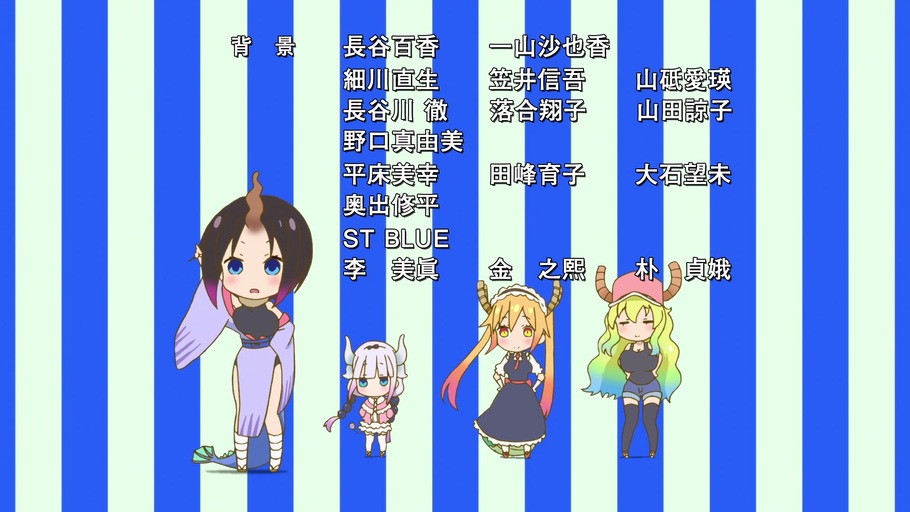 背　景　長谷百香　一山沙也香
細川直生　笠井信吾　山砥愛瑛
長谷川 徹　落合翔子　山田諒子
野口真由美
平床美幸　田峰育子　大石望未
奥出修平
ST BLUE
李　美眞　金　之熙　朴　貞娥